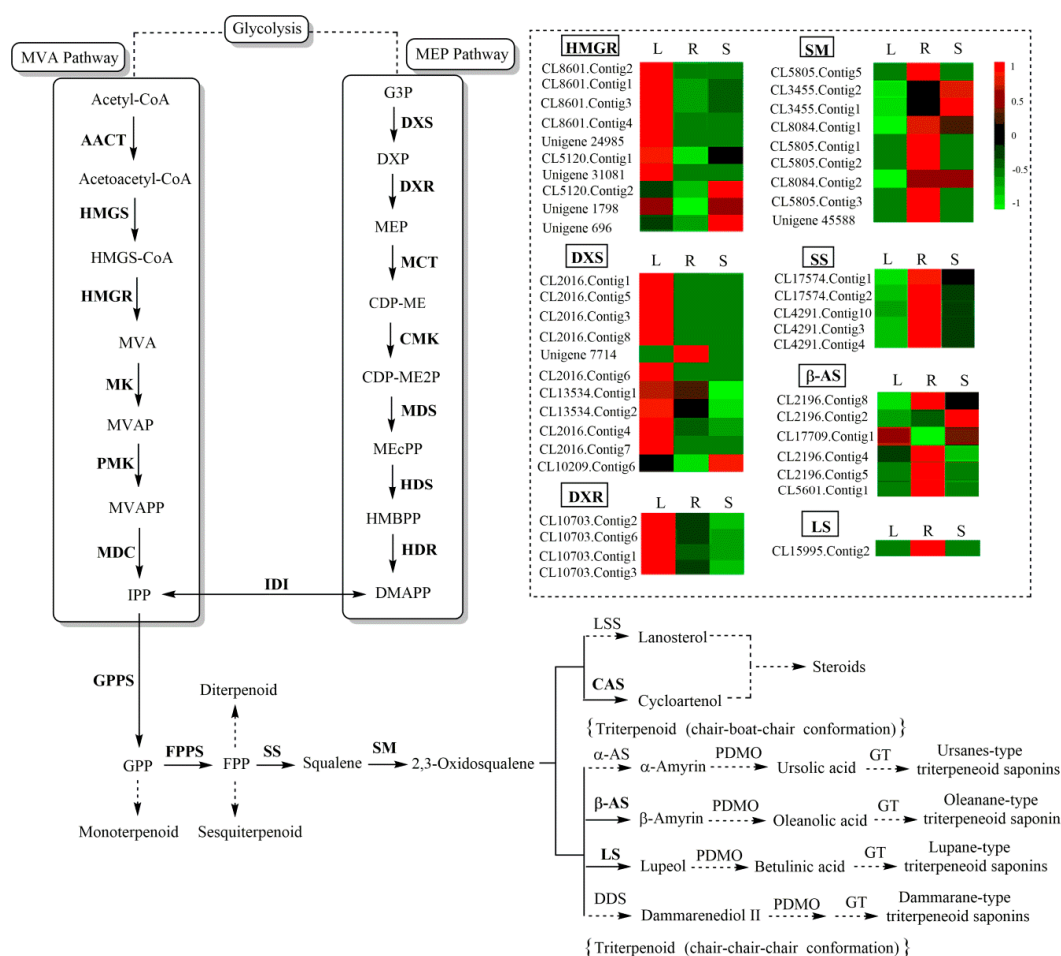 Glycolysis
MVA Pathway
MEP Pathway
Acetyl-CoA
AACT
Acetoacetyl-CoA
HMGS
HMGS-CoA
HMGR
MVA
MK
MVAP
PMK
MVAPP
MDC
IPP
IDI
G3P
DXS
DXP
DXR
MEP
MCT
CDP-ME
CMK
CDP-ME2P
MDS
MEcPP
HDS
HMBPP
HDR
DMAPP
HMGR L R S
CL8601.Contig2
CL8601.Contig1
CL8601.Contig3
CL8601.Contig4
Unigene 24985
CL5120.Contig1
Unigene 31081
CL5120.Contig2
Unigene 1798
Unigene 696
DXS L R S
CL2016.Contig1
CL2016.Contig5
CL2016.Contig3
CL2016.Contig8
Unigene 7714
CL2016.Contig6
CL13534.Contig1
CL13534.Contig2
CL2016.Contig4
CL2016.Contig7
CL10209.Contig6
DXR L R S
CL10703.Contig2
CL10703.Contig6
CL10703.Contig1
CL10703.Contig3
SM L R S
CL5805.Contig5
CL3455.Contig2
CL3455.Contig1
CL8084.Contig1
CL5805.Contig1
CL5805.Contig2
CL8084.Contig2
CL5805.Contig3
Unigene 45588
1
0.5
0
-0.5
-1
SS L R S
CL17574.Contig1
CL17574.Contig2
CL4291.Contig10
CL4291.Contig3
CL4291.Contig4
β-AS L R S
CL2196.Contig8
CL2196.Contig2
CL17709.Contig1
CL2196.Contig4
CL2196.Contig5
CL5601.Contig1
LS L R S
CL15995.Contig2
GPPS
GPP
Monoterpenoid
FPPS
Diterpenoid
FPP
Sesquiterpenoid
SS
Squalene
SM
2,3-Oxidosqualene
LSS
Lanosterol
Steroids
CAS
Cycloartenol
{Triterpenoid (chair-boat-chair conformation)}
α-AS
α-Amyrin
PDMO
Ursolic acid
GT
Ursanes-type
triterpeneoid saponins
β-AS
β-Amyrin
PDMO
Oleanolic acid
GT
Oleanane-type
triterpeneoid saponin
LS
Lupeol
PDMO
Betulinic acid
GT
Lupane-type
triterpeneoid saponins
DDS
Dammarenediol II
PDMO
GT
Dammarane-type
triterpeneoid saponins
{Triterpenoid (chair-chair-chair conformation)}